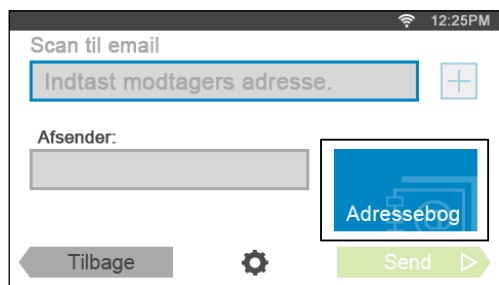 12:25PM
Scan til email
Indtast modtagers adresse.
Afsender:
Adressebog
Tilbage
Send